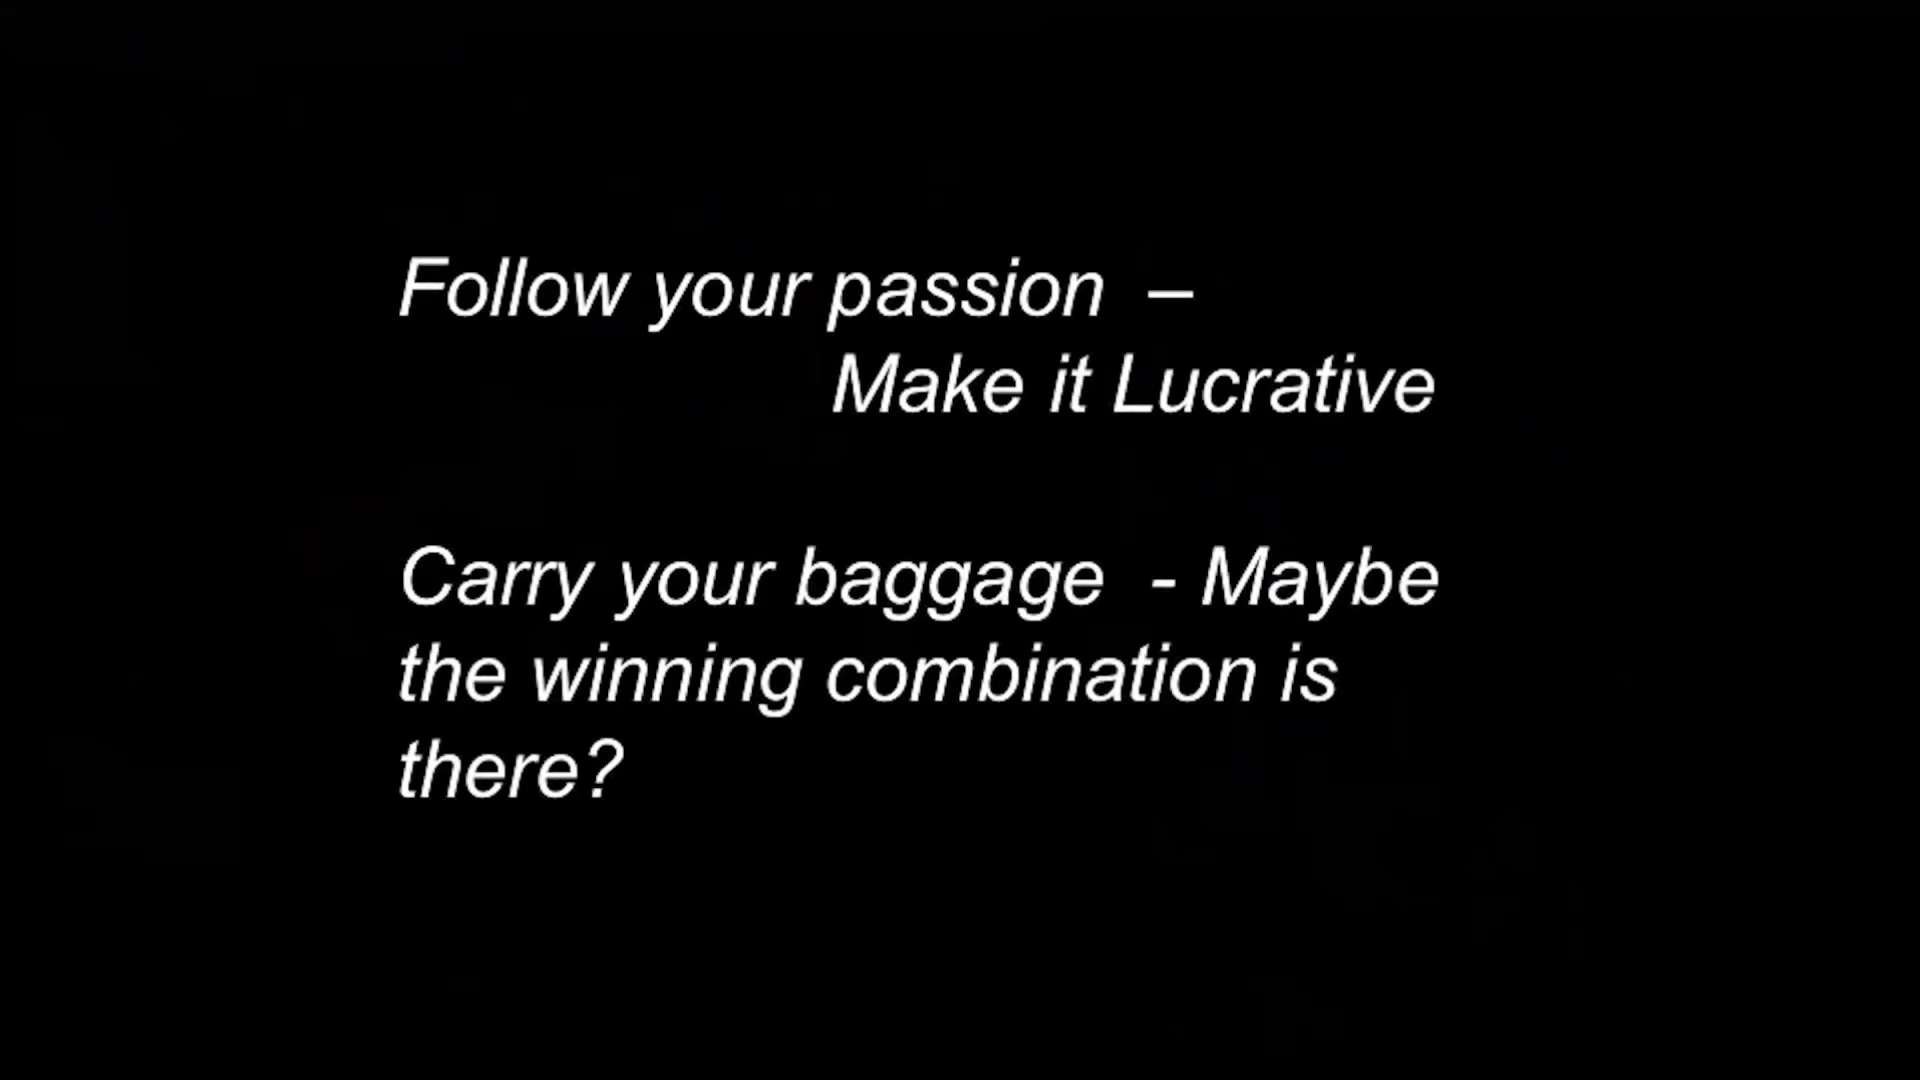 Follow your passion –
Make it Lucrative
Carry your baggage - Maybe
the winning combination is
there?